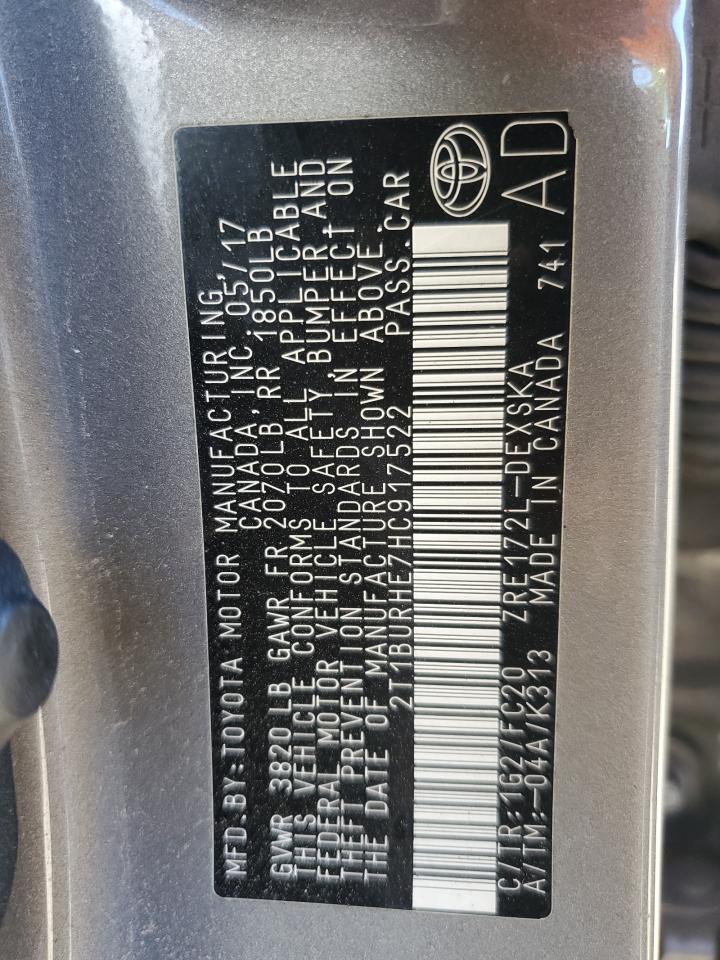 MFD.BY:TOYOTA MOTOR MANUFACTURING,
CANADA, INC. 05/17
GVWR 3820 LB GAWR FR 2070LB, RR 1850LB
THIS VEHICLE CONFORMS TO ALL APPLICABLE
FEDERAL MOTOR VEHICLE SAFETY, BUMPER AND
THEFT PREVENTION STANDARDS IN EFFECT ON
THE DATE OF MANUFACTURE SHOWN ABOVE.
2T1BURHE7HC917522 PASS.CAR
C/TR:1G2/FC20 ZRE172L-DEXSKA AD
A/TM:-04A/K313 MADE IN CANADA 741